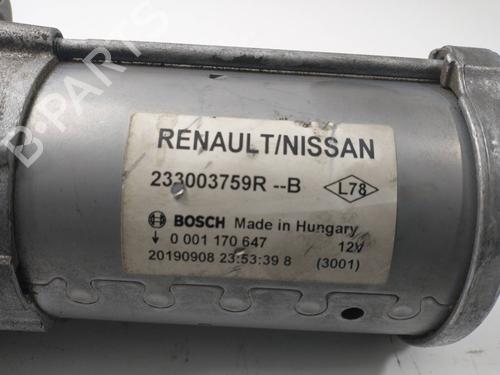 B-PARTS
RENAULT/NISSAN
233003759R --B
L78
BOSCH Made in Hungary
0 001 170 647 12V
20190908 23:53:39 8 (3001)